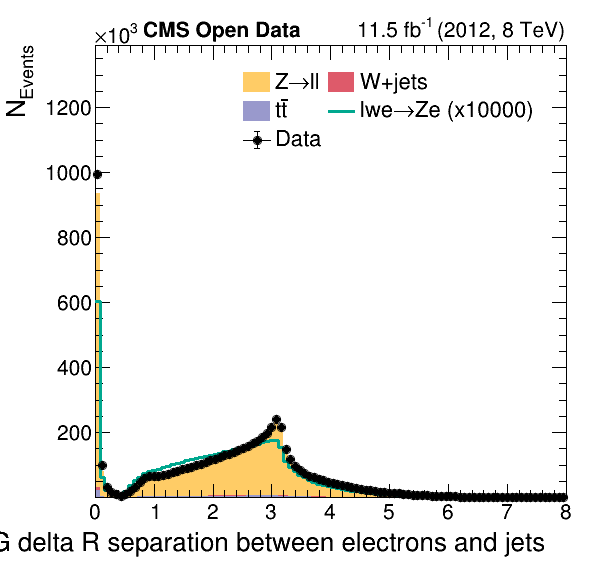 ×10³ CMS Open Data 11.5 fb⁻¹ (2012, 8 TeV)
N_Events
Z→ll W+jets
tt̄ lwe→Ze (x10000)
Data
1200
1000
800
600
400
200
0 1 2 3 4 5 6 7 8
delta R separation between electrons and jets